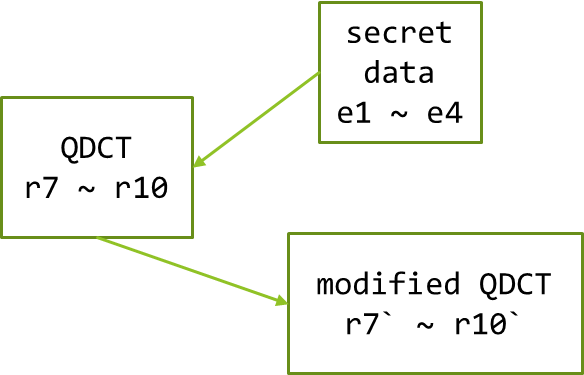 secret
data
e1 ~ e4
QDCT
r7 ~ r10
modified QDCT
r7` ~ r10`